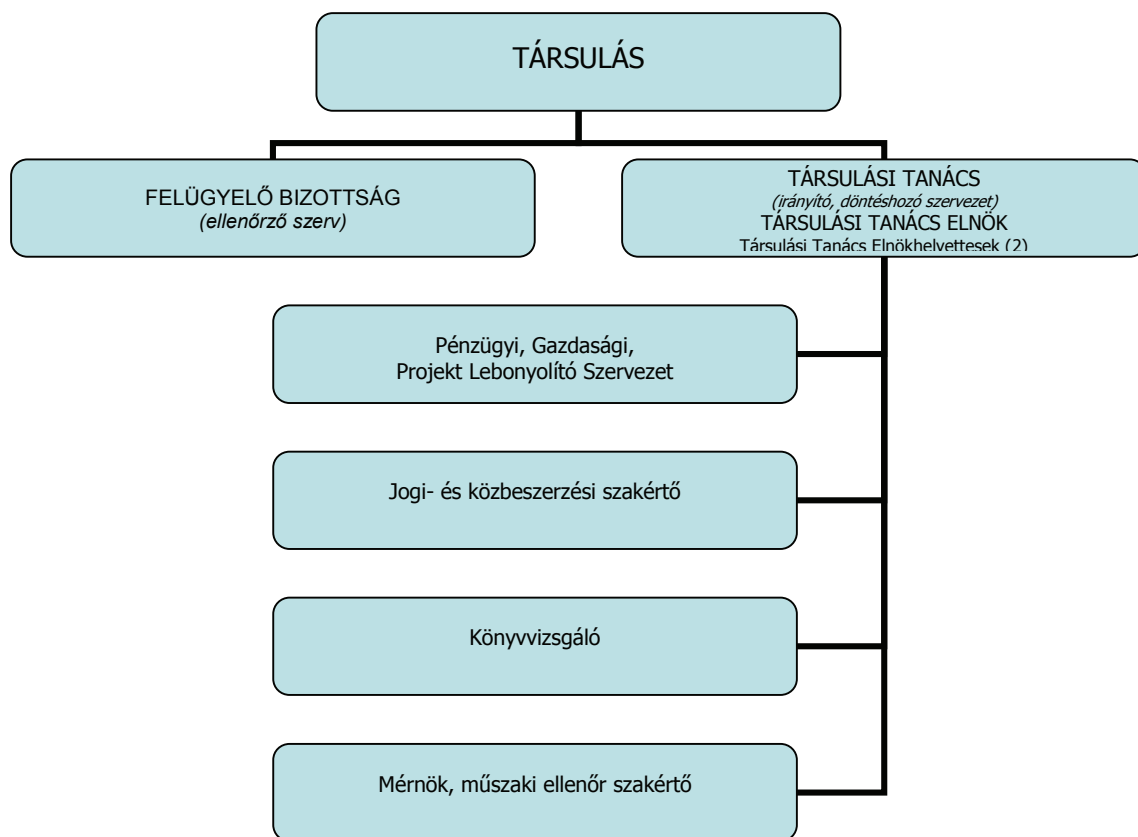 TÁRSULÁS
FELÜGYELŐ BIZOTTSÁG
(ellenőrző szerv)
TÁRSULÁSI TANÁCS
(irányító, döntéshozó szervezet)
TÁRSULÁSI TANÁCS ELNÖK
Társulási Tanács Elnökhelyettesek (2)
Pénzügyi, Gazdasági,
Projekt Lebonyolító Szervezet
Jogi- és közbeszerzési szakértő
Könyvvizsgáló
Mérnök, műszaki ellenőr szakértő